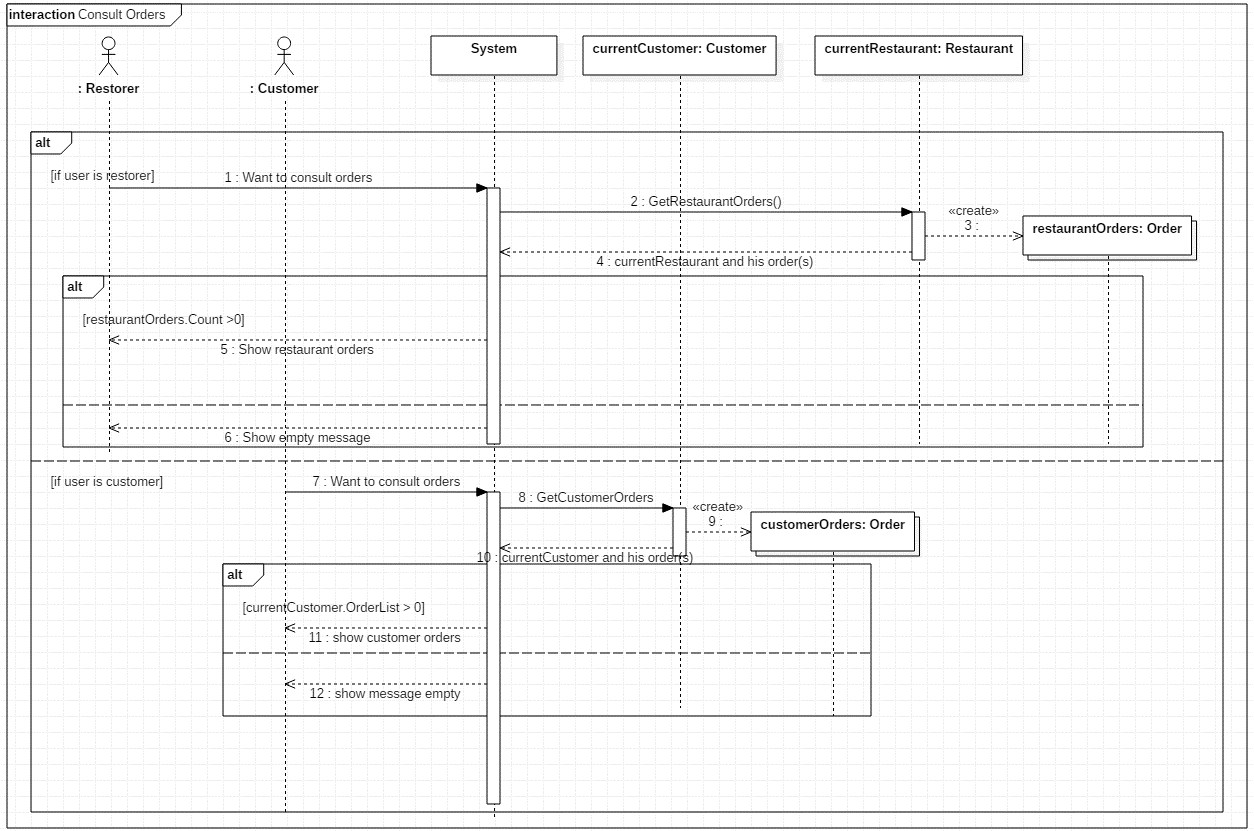 interaction Consult Orders
: Restorer
: Customer
System
currentCustomer: Customer
currentRestaurant: Restaurant
alt
[if user is restorer]
1 : Want to consult orders
2 : GetRestaurantOrders()
«create»
3 :
restaurantOrders: Order
4 : currentRestaurant and his order(s)
alt
[restaurantOrders.Count >0]
5 : Show restaurant orders
6 : Show empty message
[if user is customer]
7 : Want to consult orders
8 : GetCustomerOrders
«create»
9 :
customerOrders: Order
10 : currentCustomer and his order(s)
alt
[currentCustomer.OrderList > 0]
11 : show customer orders
12 : show message empty